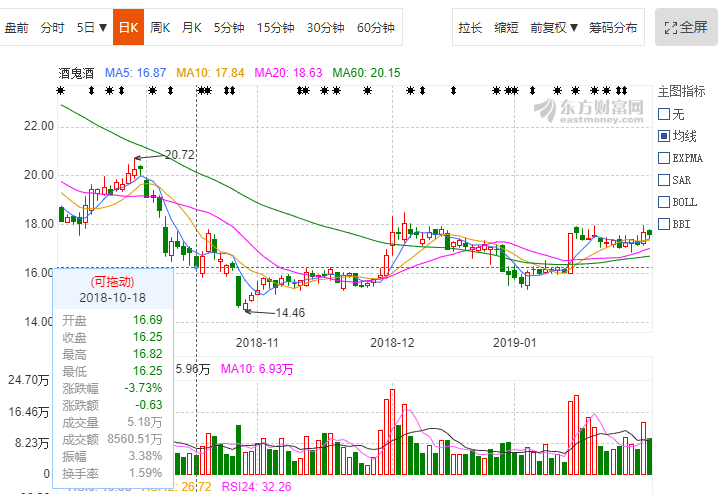 盘前 分时 5日▼ 日K 周K 月K 5分钟 15分钟 30分钟 60分钟 拉长 缩短 前复权▼ 筹码分布 全屏
酒鬼酒 MA5: 16.87 MA10: 17.84 MA20: 18.63 MA60: 20.15
主图指标
东方财富网
eastmoney.com
无
均线
EXPMA
SAR
BOLL
BBI
22.00
20.72
20.00
18.00
16.00
14.46
14.00
(可拖动)
2018-10-18
开盘 16.69
收盘 16.25
最高 16.82
最低 16.25
涨跌幅 -3.73%
涨跌额 -0.63
成交量 5.18万
成交额 8560.51万
振幅 3.38%
换手率 1.59%
2018-11 2018-12 2019-01
5.96万 MA10: 6.93万
24.70万
16.46万
8.23万
0
26.72 RSI24: 32.26